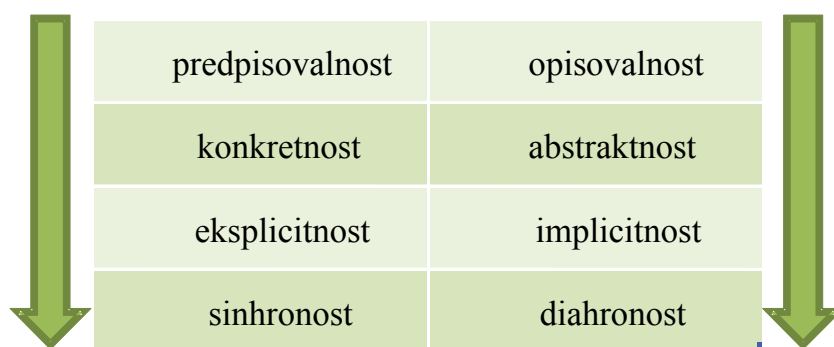 predpisovalnost opisovalnost
konkretnost abstraktnost
eksplicitnost implicitnost
sinhronost diahronost